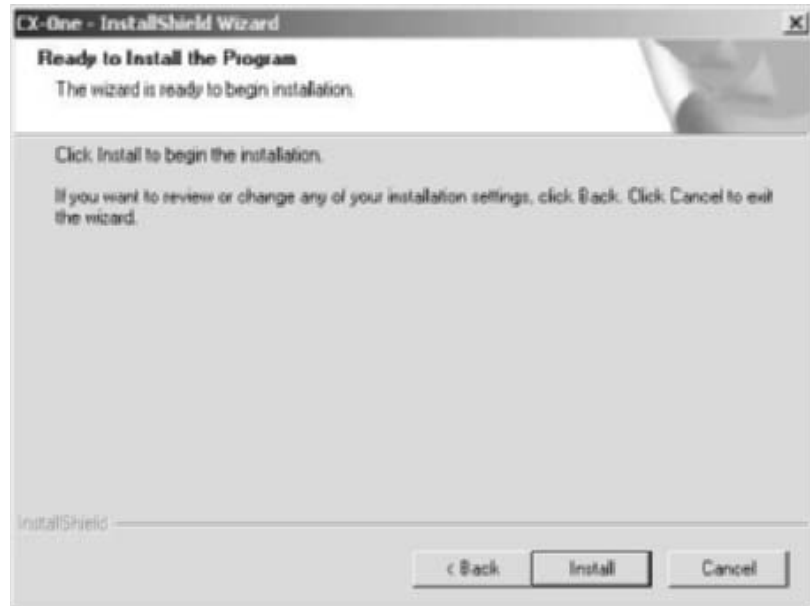 CX-One - InstallShield Wizard
Ready to Install the Program
The wizard is ready to begin installation.
Click Install to begin the installation.
If you want to review or change any of your installation settings, click Back. Click Cancel to exit
the wizard.
InstallShield
< Back Install Cancel